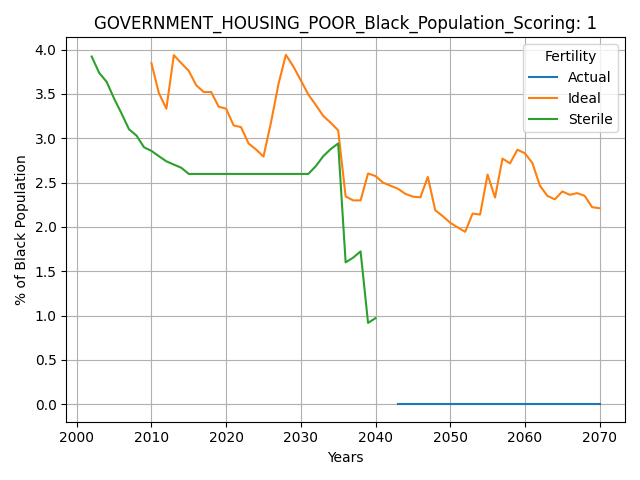 GOVERNMENT_HOUSING_POOR_Black_Population_Scoring: 1
Fertility
Actual
Ideal
Sterile
% of Black Population
4.0
3.5
3.0
2.5
2.0
1.5
1.0
0.5
0.0
2000 2010 2020 2030 2040 2050 2060 2070
Years